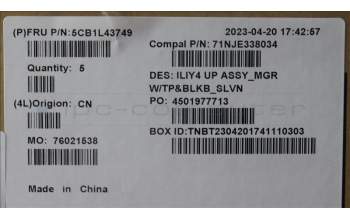 (P)FRU P/N:5CB1L43749
2023-04-20 17:42:57
Compal P/N: 71NJE338034
Quantity: 5
DES: ILIY4 UP ASSY_MGR
W/TP&BLKB_SLVN
(4L)Origion: CN
PO: 4501977713
MO: 76021538
BOX ID:TNBT2304201741110303
Made in China